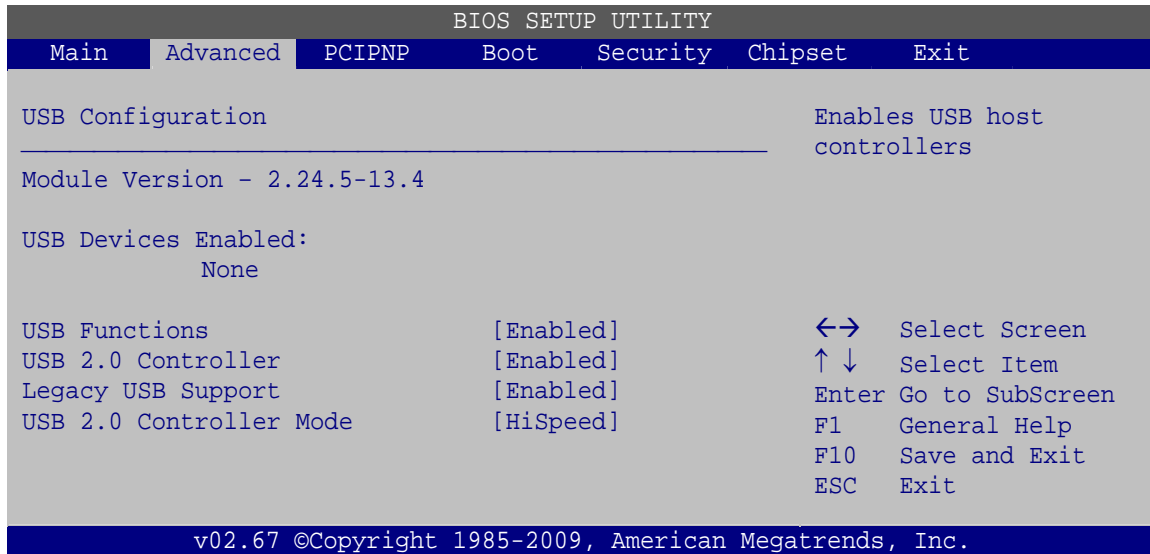 BIOS SETUP UTILITY
Main Advanced PCIPNP Boot Security Chipset Exit
USB Configuration
Module Version – 2.24.5-13.4
USB Devices Enabled:
None
USB Functions [Enabled]
USB 2.0 Controller [Enabled]
Legacy USB Support [Enabled]
USB 2.0 Controller Mode [HiSpeed]
Enables USB host
controllers
←→ Select Screen
↑ ↓ Select Item
Enter Go to SubScreen
F1 General Help
F10 Save and Exit
ESC Exit
v02.67 ©Copyright 1985-2009, American Megatrends, Inc.